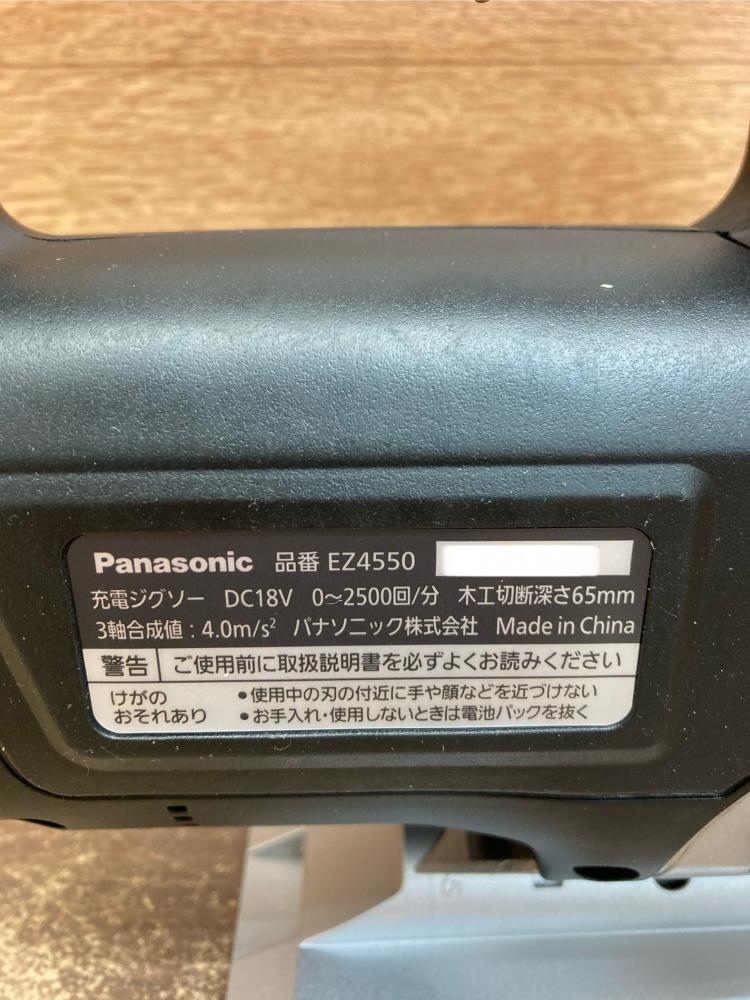 Panasonic 品番 EZ4550
充電ジグソー DC18V 0～2500回/分 木工切断深さ65mm
3軸合成値：4.0m/s² パナソニック株式会社 Made in China
警告 ご使用前に取扱説明書を必ずよくお読みください
けがのおそれあり
●使用中の刃の付近に手や顔などを近づけない
●お手入れ・使用しないときは電池パックを抜く